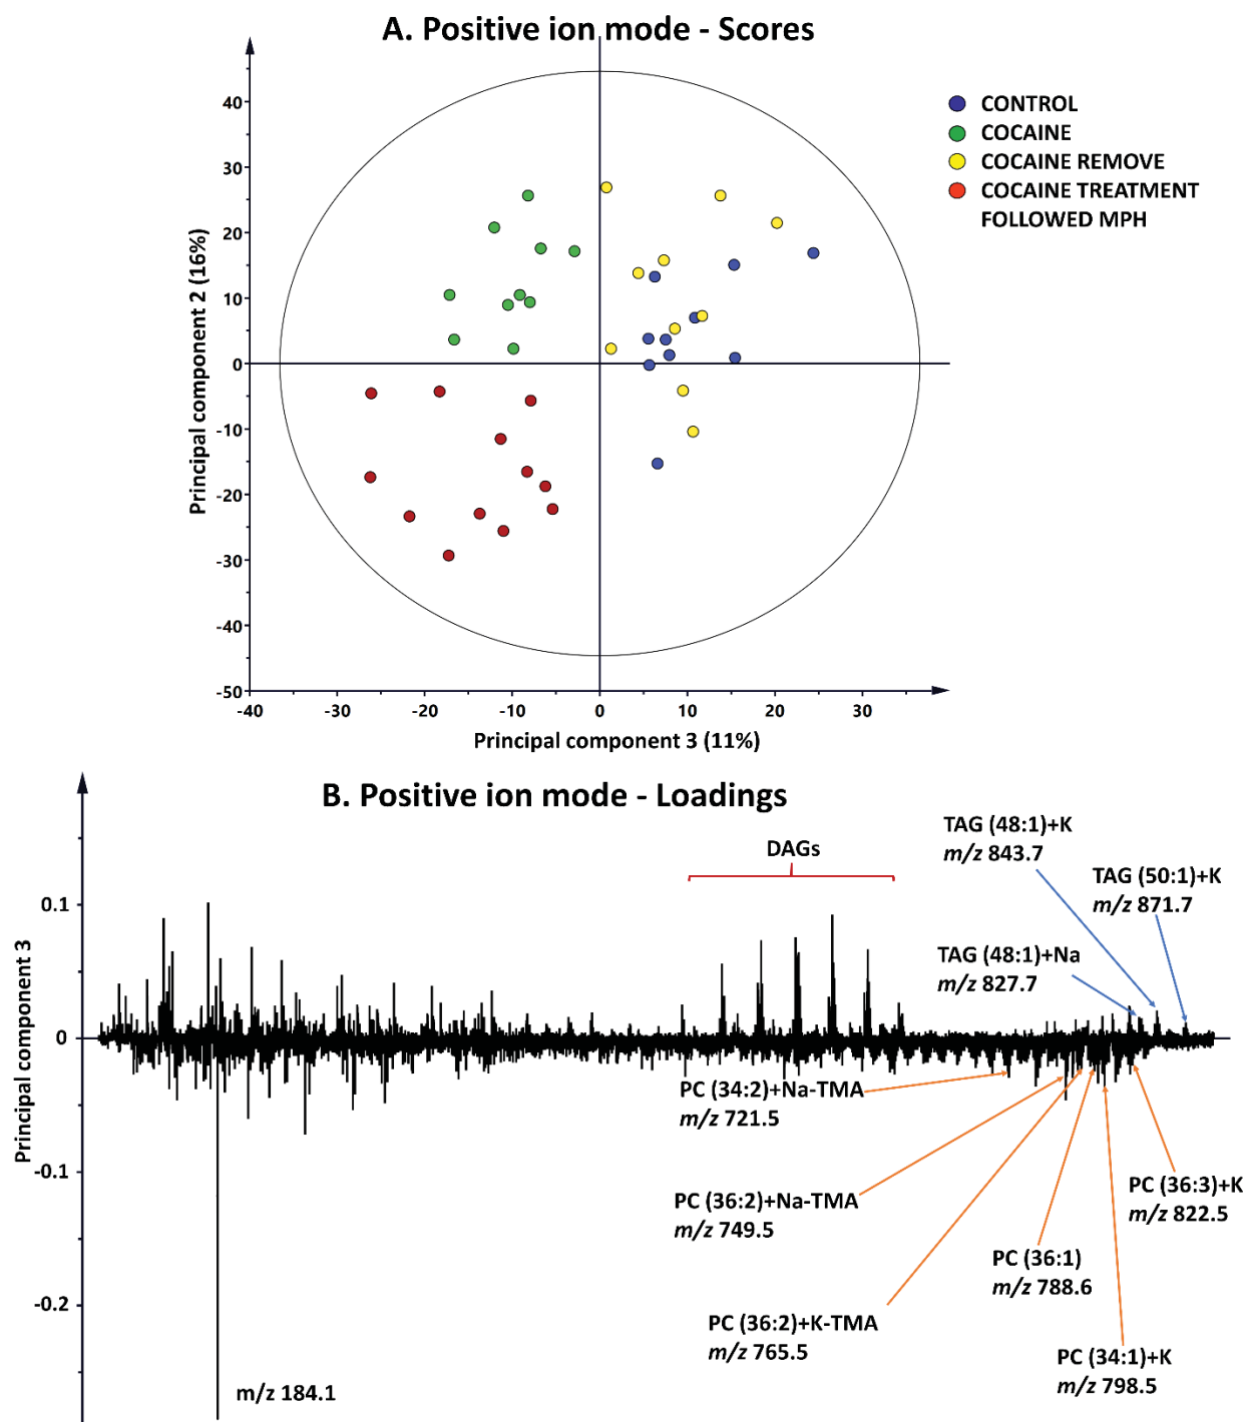 A. Positive ion mode - Scores
CONTROL
COCAINE
COCAINE REMOVE
COCAINE TREATMENT
FOLLOWED MPH
Principal component 2 (16%)
40
30
20
10
0
-10
-20
-30
-40
-50
-40
-30
-20
-10
0
10
20
30
Principal component 3 (11%)
B. Positive ion mode - Loadings
Principal component 3
0.1
0
-0.1
-0.2
DAGs
TAG (48:1)+K
m/z 843.7
TAG (50:1)+K
m/z 871.7
TAG (48:1)+Na
m/z 827.7
PC (34:2)+Na-TMA
m/z 721.5
PC (36:2)+Na-TMA
m/z 749.5
PC (36:3)+K
m/z 822.5
PC (36:1)
m/z 788.6
PC (36:2)+K-TMA
m/z 765.5
PC (34:1)+K
m/z 798.5
m/z 184.1